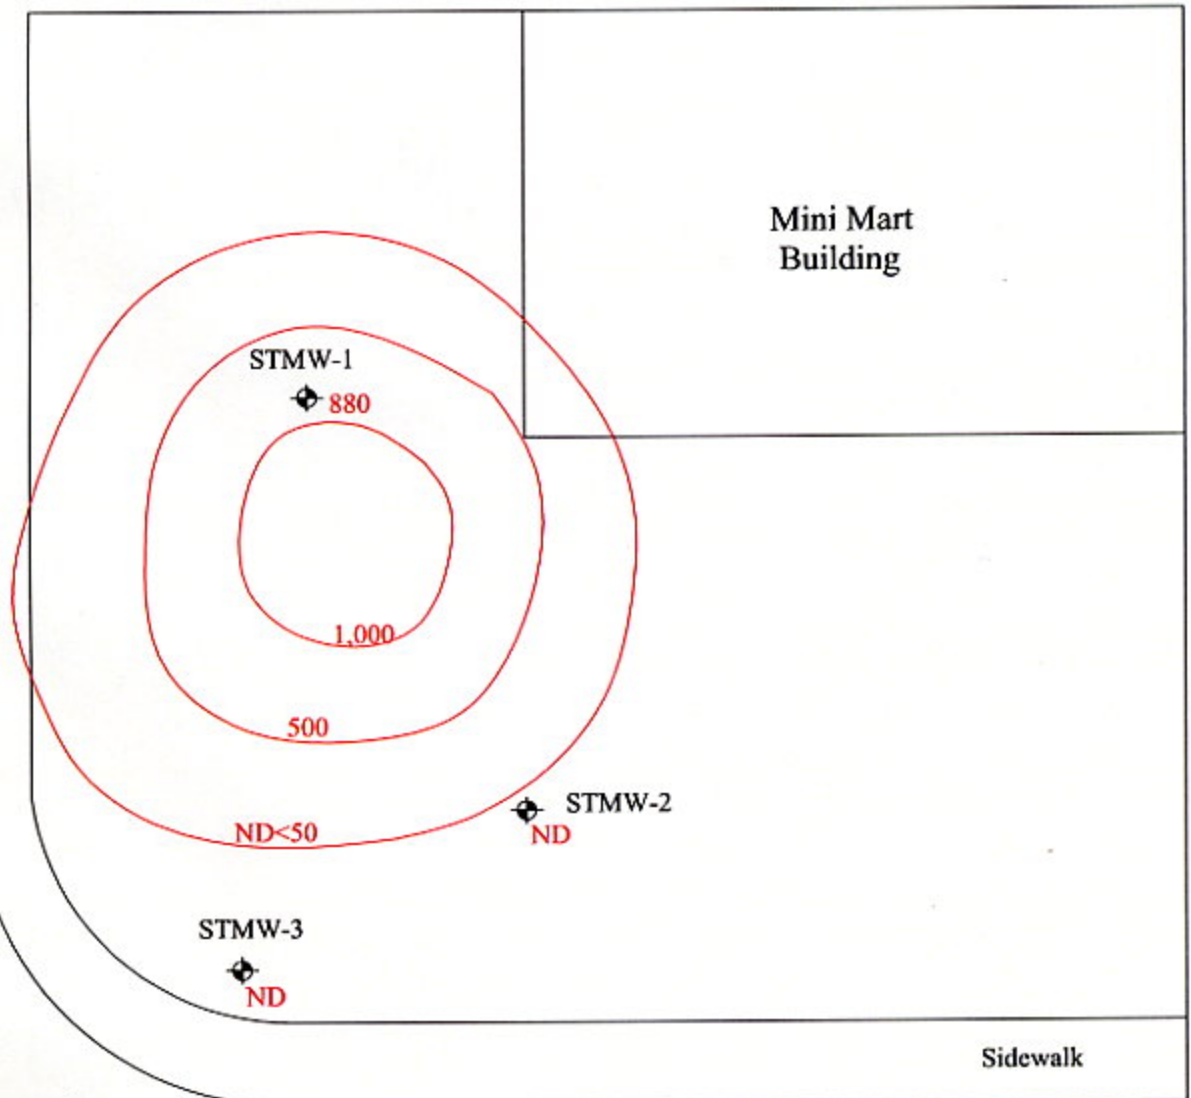 Mini Mart
Building
STMW-1
880
1,000
500
STMW-2
ND<50
ND
STMW-3
ND
Sidewalk